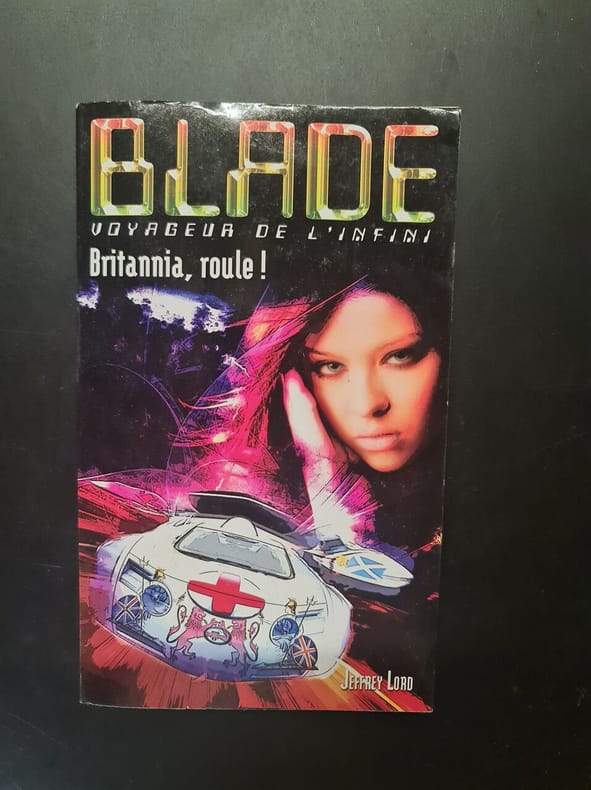 BLADE
VOYAGEUR DE L'INFINI
Britannia, roule !
JEFFREY LORD